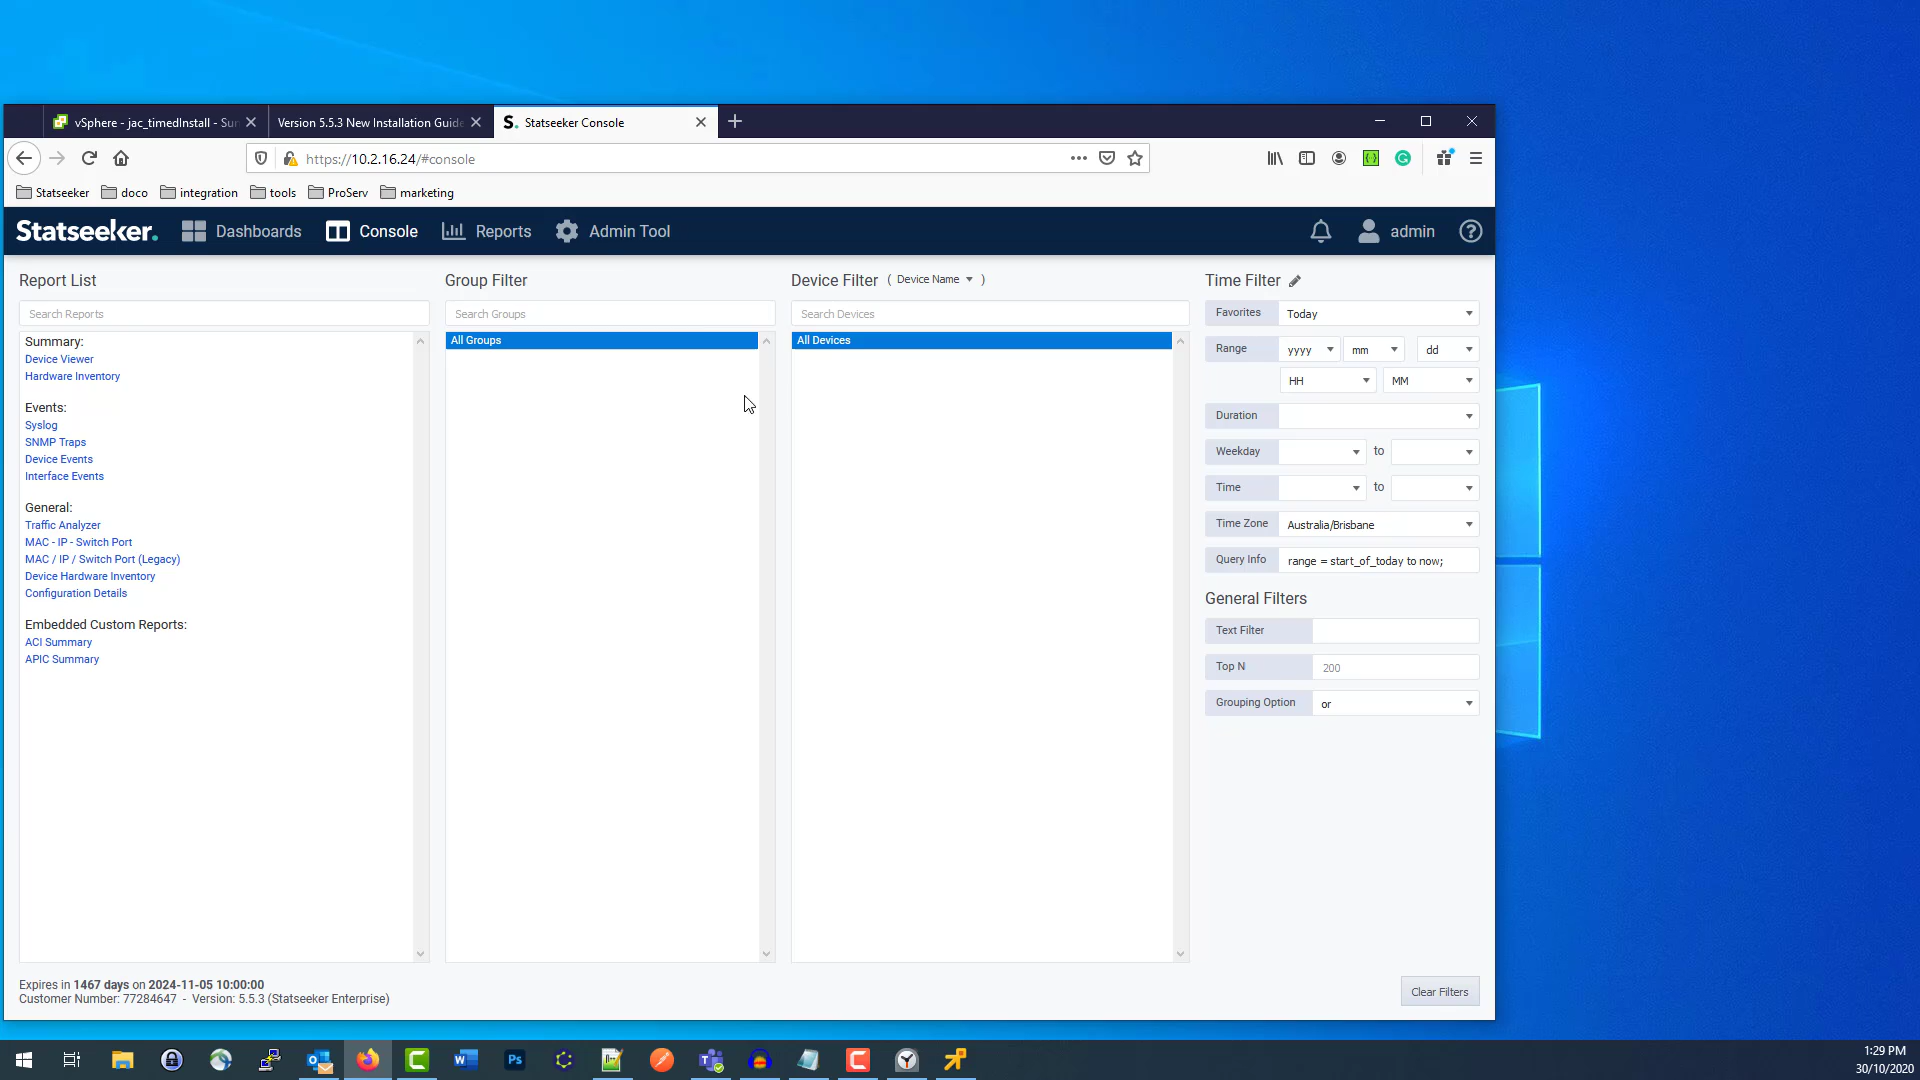 vSphere - jac_timedInstall - Sum
Version 5.5.3 New Installation Guide
S. Statseeker Console
https://10.2.16.24/#console
Statseeker doco integration tools ProServ marketing
Statseeker. Dashboards Console Reports Admin Tool admin
Report List
Search Reports
Summary:
Device Viewer
Hardware Inventory
Events:
Syslog
SNMP Traps
Device Events
Interface Events
General:
Traffic Analyzer
MAC - IP - Switch Port
MAC / IP / Switch Port (Legacy)
Device Hardware Inventory
Configuration Details
Embedded Custom Reports:
ACI Summary
APIC Summary
Group Filter
Search Groups
All Groups
Device Filter ( Device Name )
Search Devices
All Devices
Time Filter
Favorites Today
Range yyyy mm dd
HH MM
Duration
Weekday to
Time to
Time Zone Australia/Brisbane
Query Info range = start_of_today to now;
General Filters
Text Filter
Top N 200
Grouping Option or
Expires in 1467 days on 2024-11-05 10:00:00
Customer Number: 77284647 - Version: 5.5.3 (Statseeker Enterprise)
Clear Filters
1:29 PM
30/10/2020